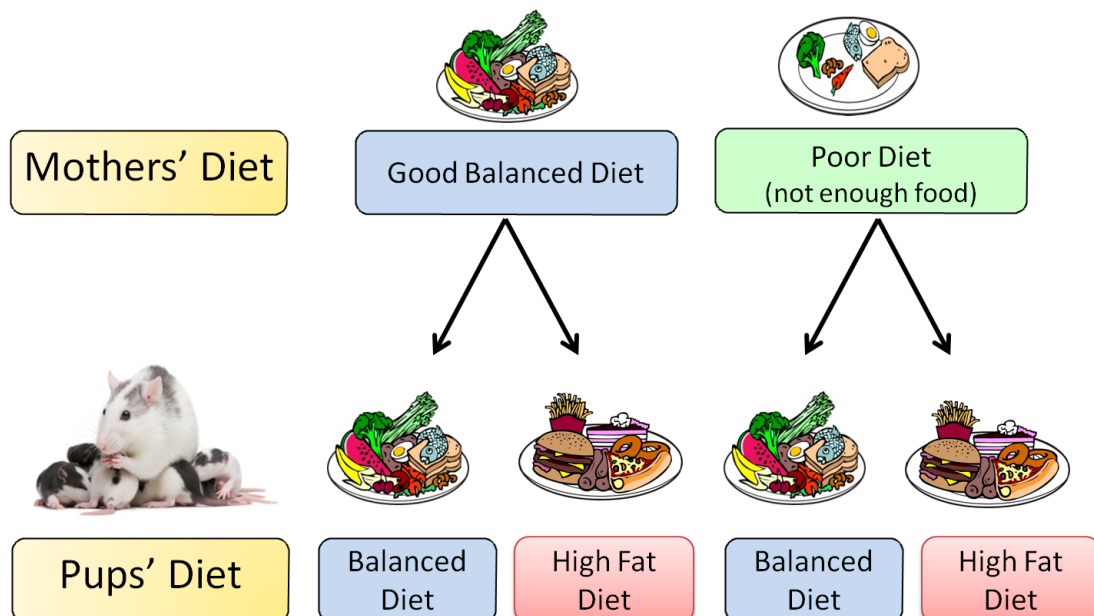 Mothers’ Diet
Good Balanced Diet
Poor Diet
(not enough food)
Pups’ Diet
Balanced
Diet
High Fat
Diet
Balanced
Diet
High Fat
Diet